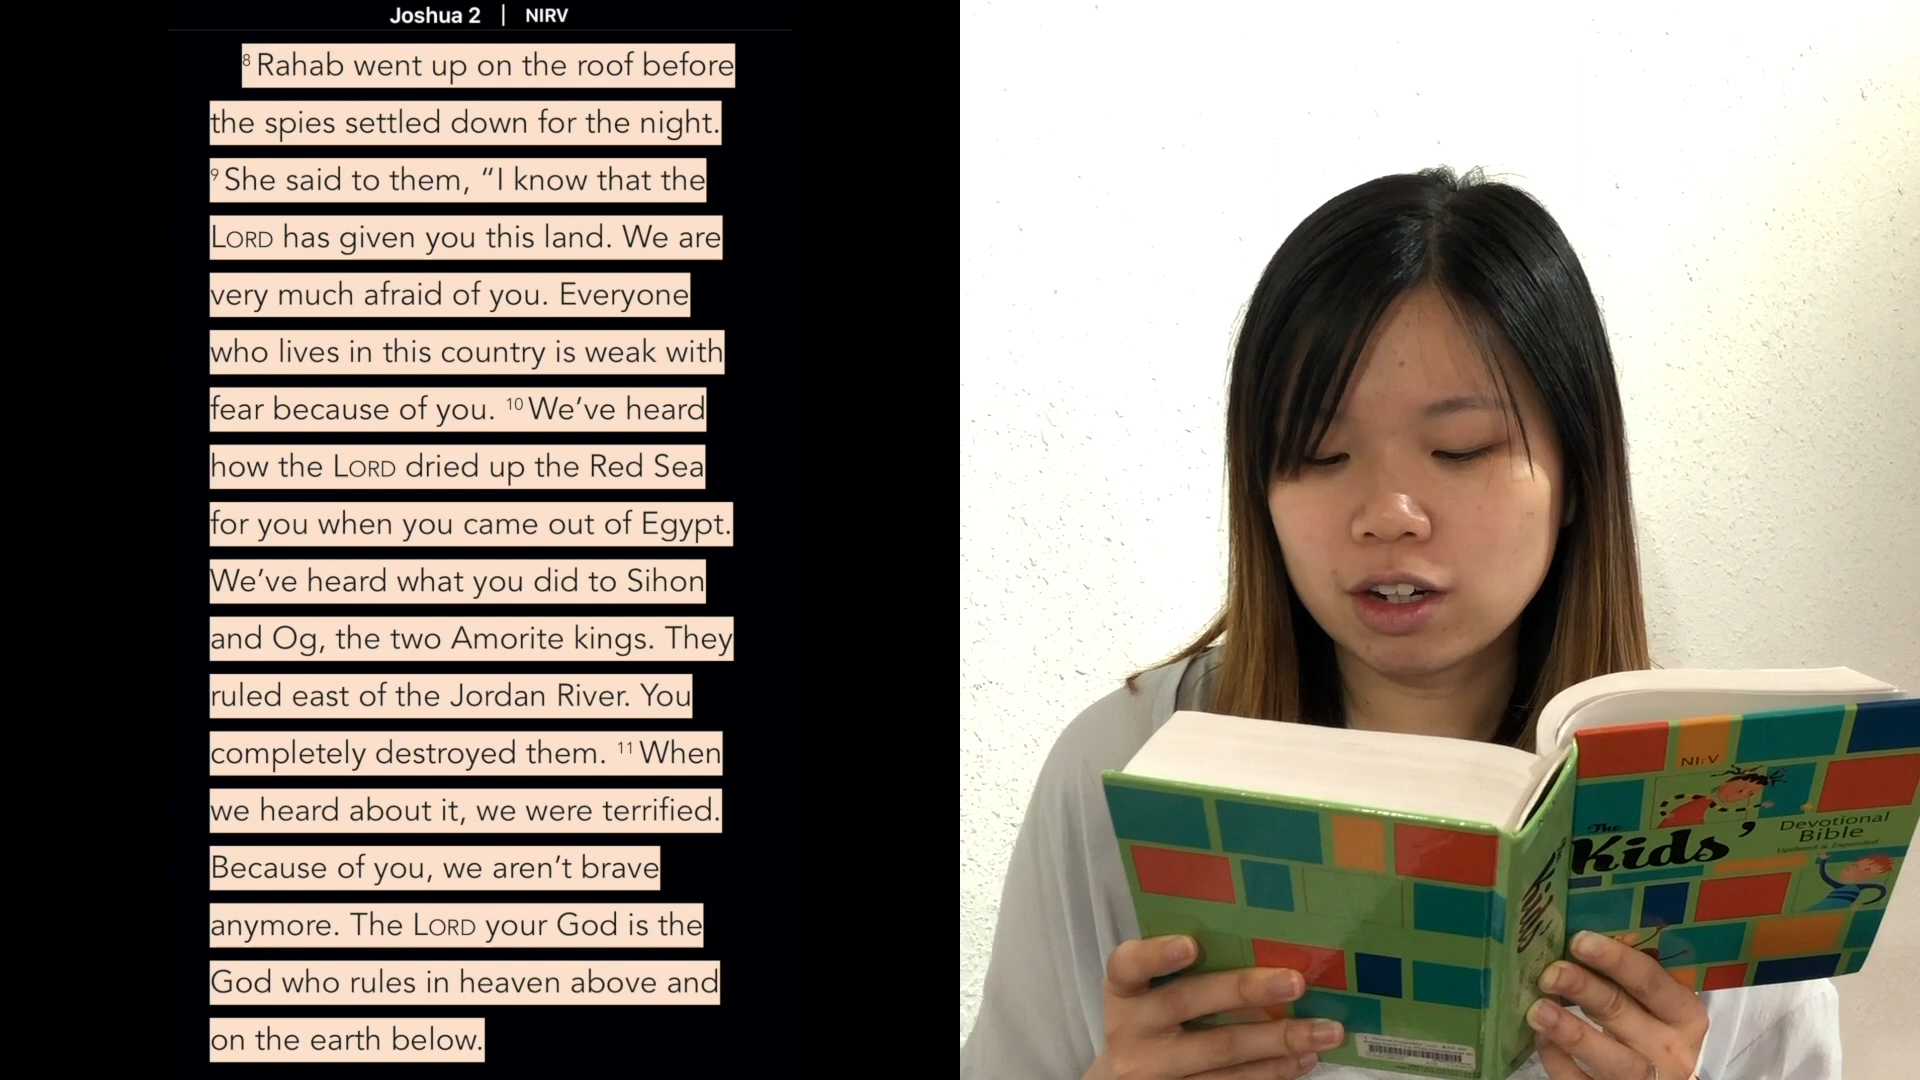 Joshua 2 | NIRV
8 Rahab went up on the roof before
the spies settled down for the night.
9 She said to them, “I know that the
LORD has given you this land. We are
very much afraid of you. Everyone
who lives in this country is weak with
fear because of you. 10 We’ve heard
how the LORD dried up the Red Sea
for you when you came out of Egypt.
We’ve heard what you did to Sihon
and Og, the two Amorite kings. They
ruled east of the Jordan River. You
completely destroyed them. 11 When
we heard about it, we were terrified.
Because of you, we aren’t brave
anymore. The LORD your God is the
God who rules in heaven above and
on the earth below.
NIrV
The
Kids’
Devotional
Bible
Updated & Expanded
Kids’